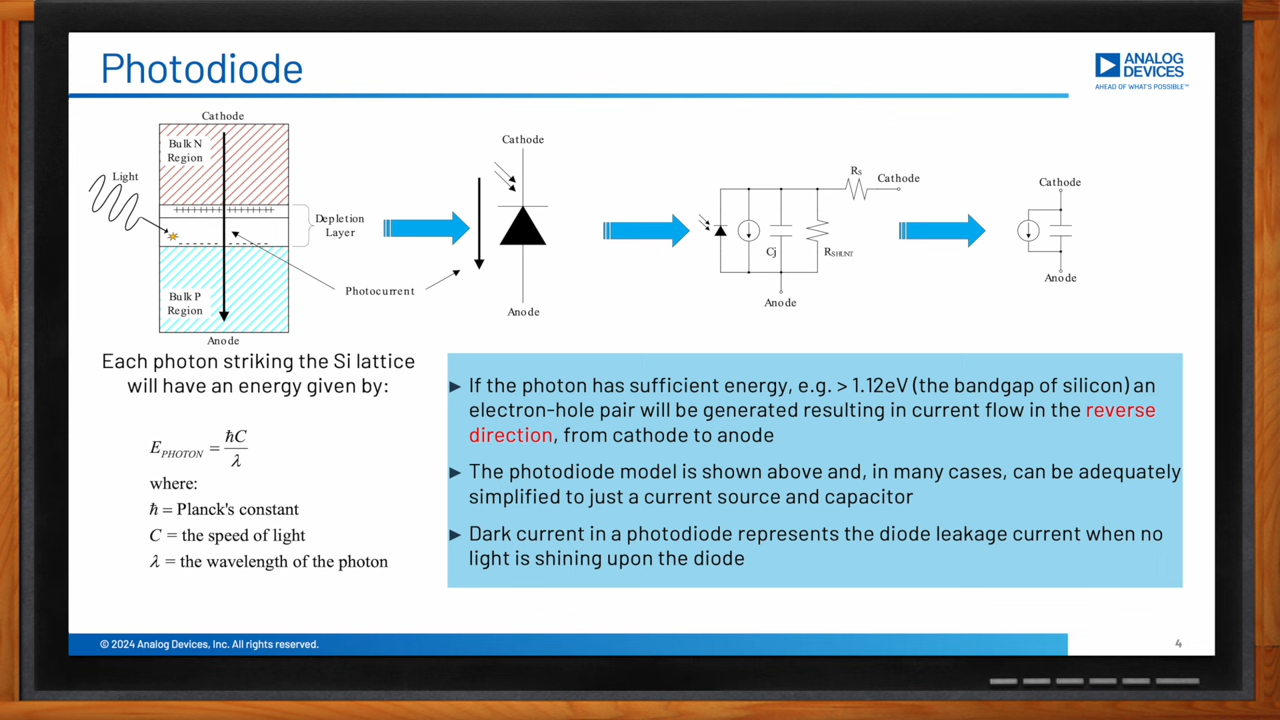 Photodiode
ANALOG
DEVICES
AHEAD OF WHAT'S POSSIBLE™
Cathode
Bulk N
Region
Light
Depletion
Layer
Photocurrent
Bulk P
Region
Anode
Cathode
Anode
RS
Cathode
Cj
RSHUNT
Anode
Cathode
Anode
Each photon striking the Si lattice
will have an energy given by:
E_PHOTON = ħC / λ
where:
ħ = Planck's constant
C = the speed of light
λ = the wavelength of the photon
► If the photon has sufficient energy, e.g. > 1.12eV (the bandgap of silicon) an
electron-hole pair will be generated resulting in current flow in the reverse
direction, from cathode to anode
► The photodiode model is shown above and, in many cases, can be adequately
simplified to just a current source and capacitor
► Dark current in a photodiode represents the diode leakage current when no
light is shining upon the diode
© 2024 Analog Devices, Inc. All rights reserved.
4